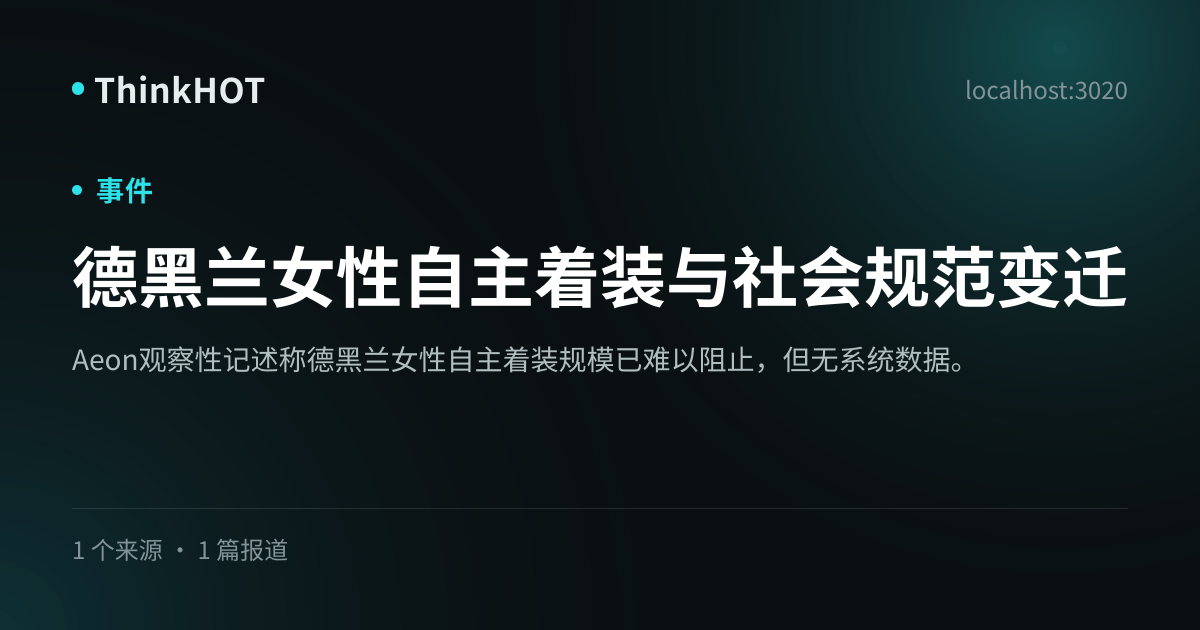 ThinkHOT
localhost:3020
事件
德黑兰女性自主着装与社会规范变迁
Aeon观察性记述称德黑兰女性自主着装规模已难以阻止，但无系统数据。
1 个来源 · 1 篇报道